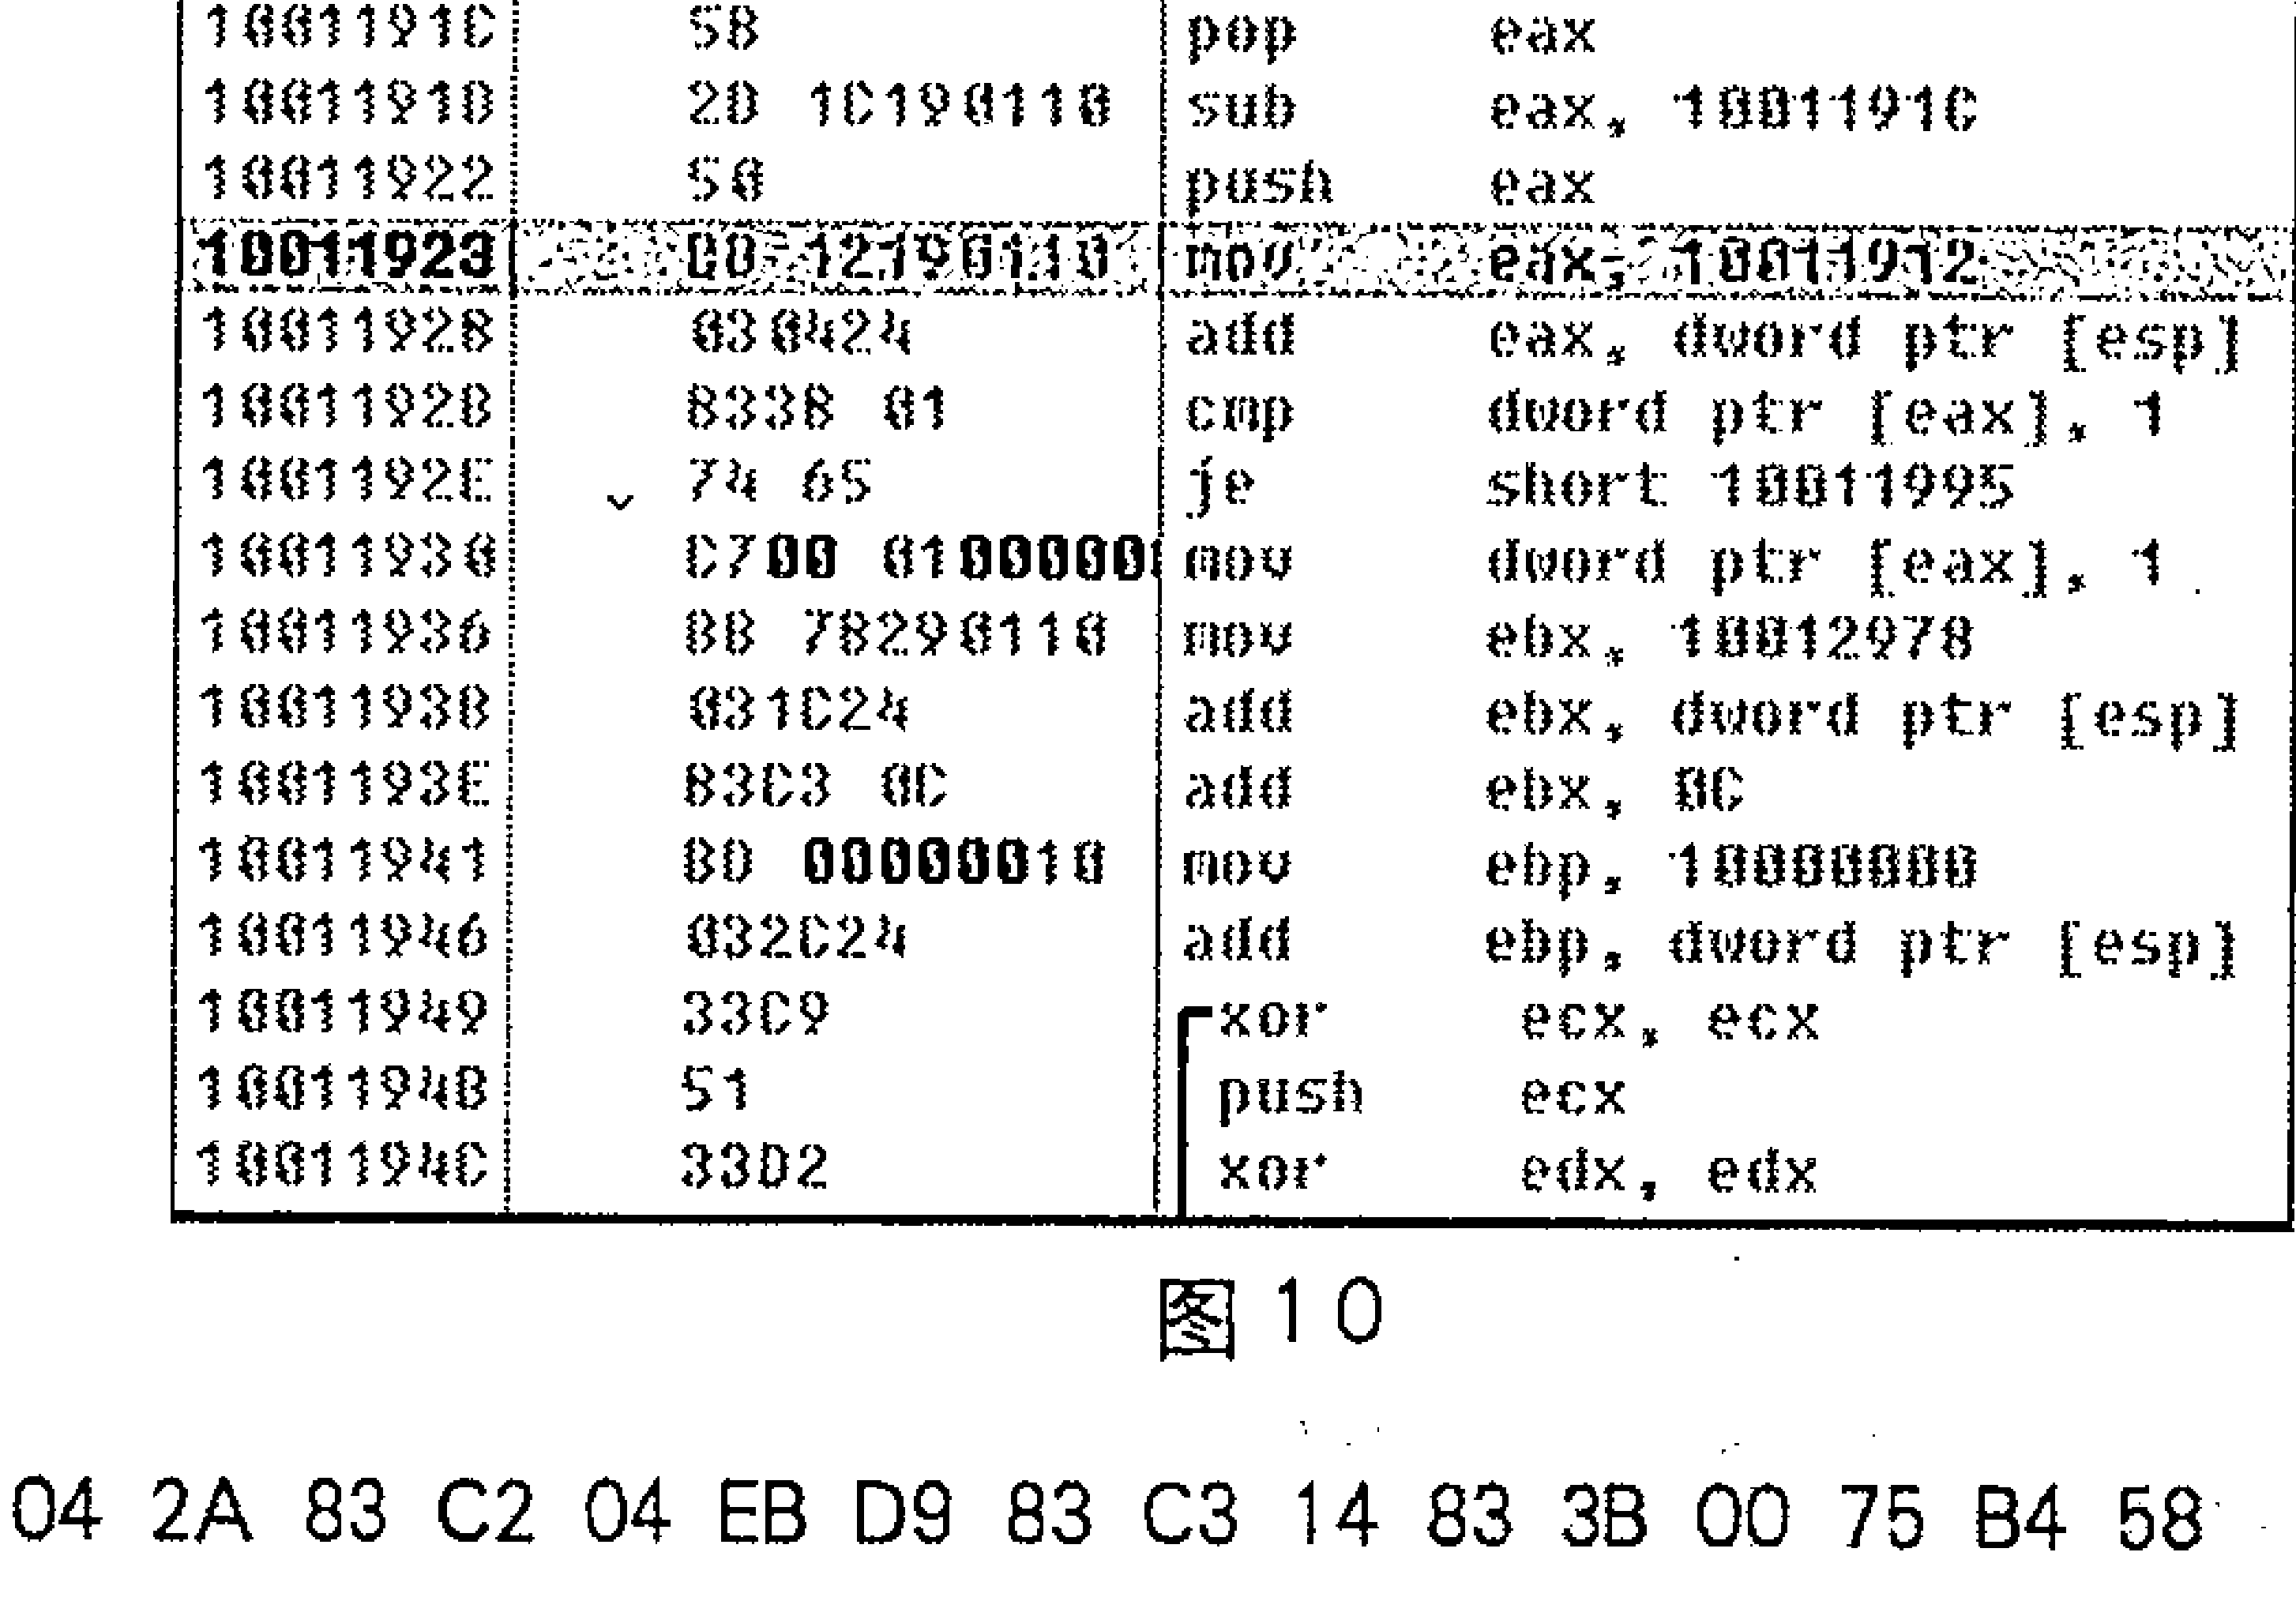 1001191C 58 pop eax
1001191D 2D 1C190110 sub eax, 1001191C
10011922 50 push eax
10011923 B8 12190110 mov eax, 10011912
10011928 030424 add eax, dword ptr [esp]
1001192B 8338 01 cmp dword ptr [eax], 1
1001192E 74 65 je short 10011995
10011930 C700 0100000 mov dword ptr [eax], 1
10011936 BB 78290110 mov ebx, 10012978
1001193B 031C24 add ebx, dword ptr [esp]
1001193E 83C3 0C add ebx, 0C
10011941 BD 00000010 mov ebp, 10000000
10011946 032C24 add ebp, dword ptr [esp]
10011949 33C9 xor ecx, ecx
1001194B 51 push ecx
1001194C 33D2 xor edx, edx
图10
04 2A 83 C2 04 EB D9 83 C3 14 83 3B 00 75 B4 58